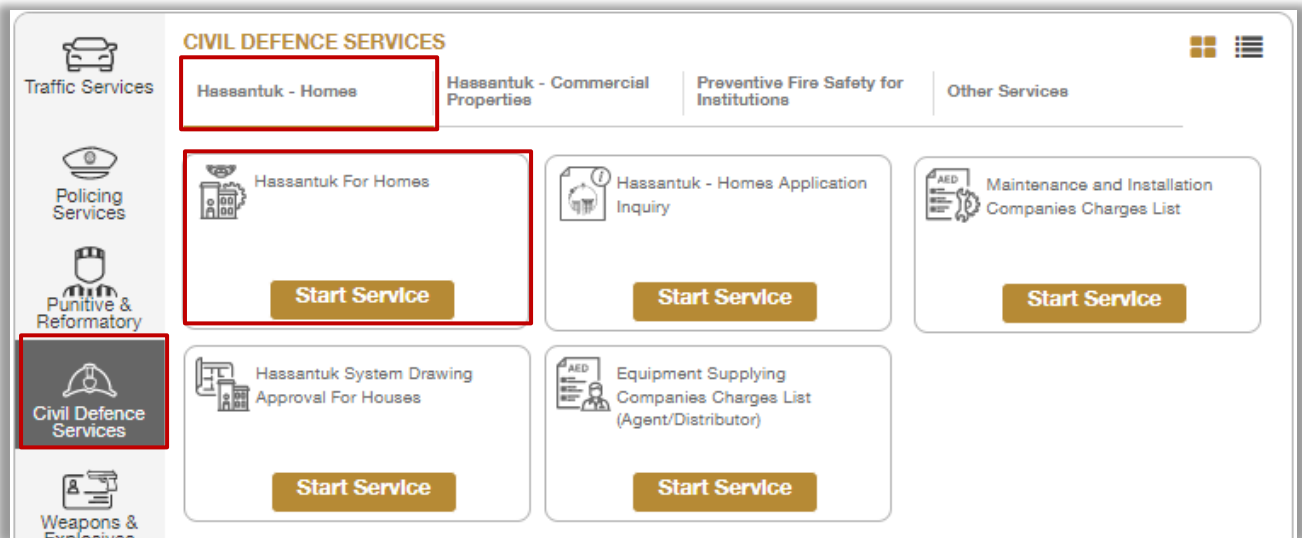 Traffic Services
Policing
Services
Punitive &
Reformatory
Civil Defence
Services
Weapons &
Explosives
CIVIL DEFENCE SERVICES
Hassantuk - Homes
Hassantuk - Commercial
Properties
Preventive Fire Safety for
Institutions
Other Services
Hassantuk For Homes
Start Service
Hassantuk - Homes Application
Inquiry
Start Service
AED
Maintenance and Installation
Companies Charges List
Start Service
Hassantuk System Drawing
Approval For Houses
Start Service
AED
Equipment Supplying
Companies Charges List
(Agent/Distributor)
Start Service